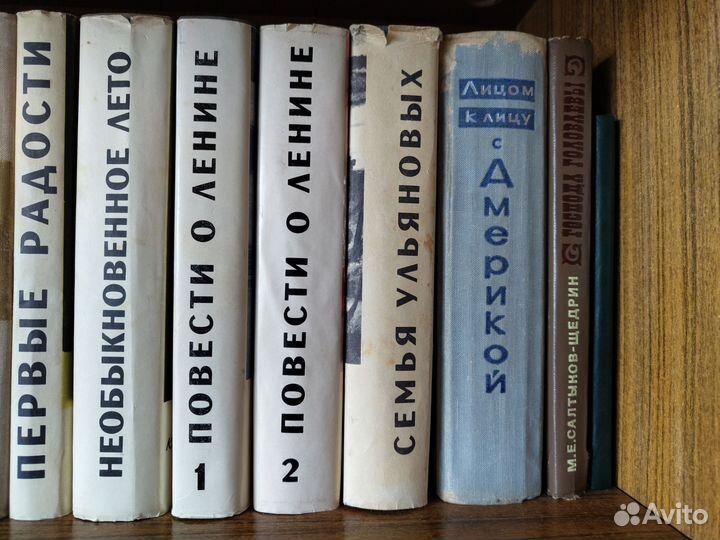 ПЕРВЫЕ РАДОСТИ
НЕОБЫКНОВЕННОЕ ЛЕТО
ПОВЕСТИ О ЛЕНИНЕ
1
ПОВЕСТИ О ЛЕНИНЕ
2
СЕМЬЯ УЛЬЯНОВЫХ
Лицом
к лицу
с
Америкой
М.Е.САЛТЫКОВ-ЩЕДРИН
ГОСПОДА ГОЛОВЛЕВЫ
Avito